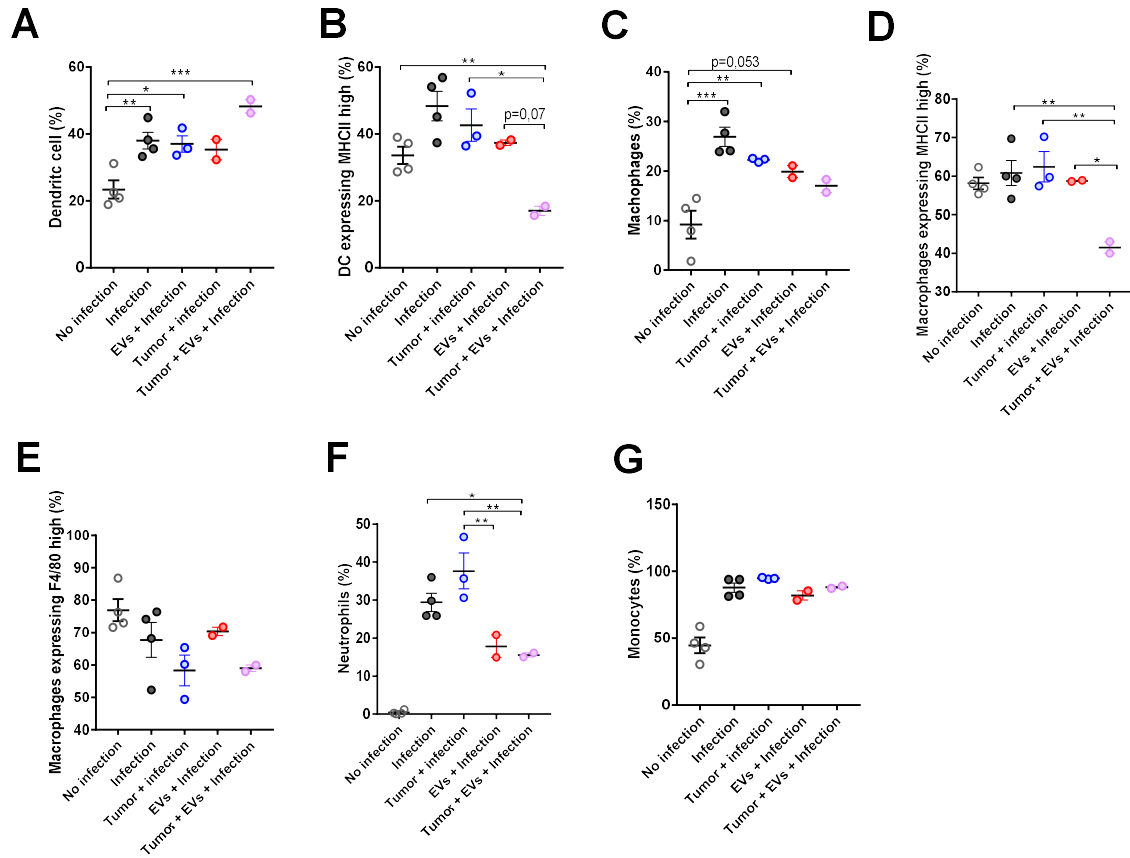 A
Dendritc cell (%)
60
40
20
0
***
*
**
No infection
Infection
EVs + Infection
Tumor + infection
Tumor + EVs + Infection
B
DC expressing MHCII high (%)
60
40
20
0
**
*
p=0,07
No infection
Infection
Tumor + infection
EVs + Infection
Tumor + EVs + Infection
C
Machophages (%)
40
30
20
10
0
p=0,053
**
***
No infection
Infection
Tumor + infection
EVs + Infection
Tumor + EVs + Infection
D
Macrophages expressing MHCII high (%)
80
70
60
50
40
30
**
**
*
No infection
Infection
Tumor + infection
EVs + Infection
Tumor + EVs + Infection
E
Macrophages expressing F4/80 high (%)
100
90
80
70
60
50
40
No infection
Infection
Tumor + infection
EVs + Infection
Tumor + EVs + Infection
F
Neutrophils (%)
50
40
30
20
10
0
*
**
**
No infection
Infection
Tumor + infection
EVs + Infection
Tumor + EVs + Infection
G
Monocytes (%)
150
100
50
0
No infection
Infection
Tumor + infection
EVs + Infection
Tumor + EVs + Infection